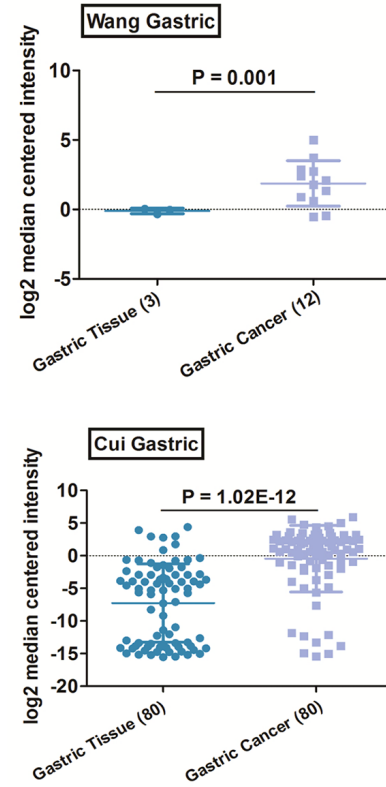 Wang Gastric
log2 median centered intensity
10
5
0
-5
P = 0.001
Gastric Tissue (3)
Gastric Cancer (12)
Cui Gastric
log2 median centered intensity
10
5
0
-5
-10
-15
-20
P = 1.02E-12
Gastric Tissue (80)
Gastric Cancer (80)